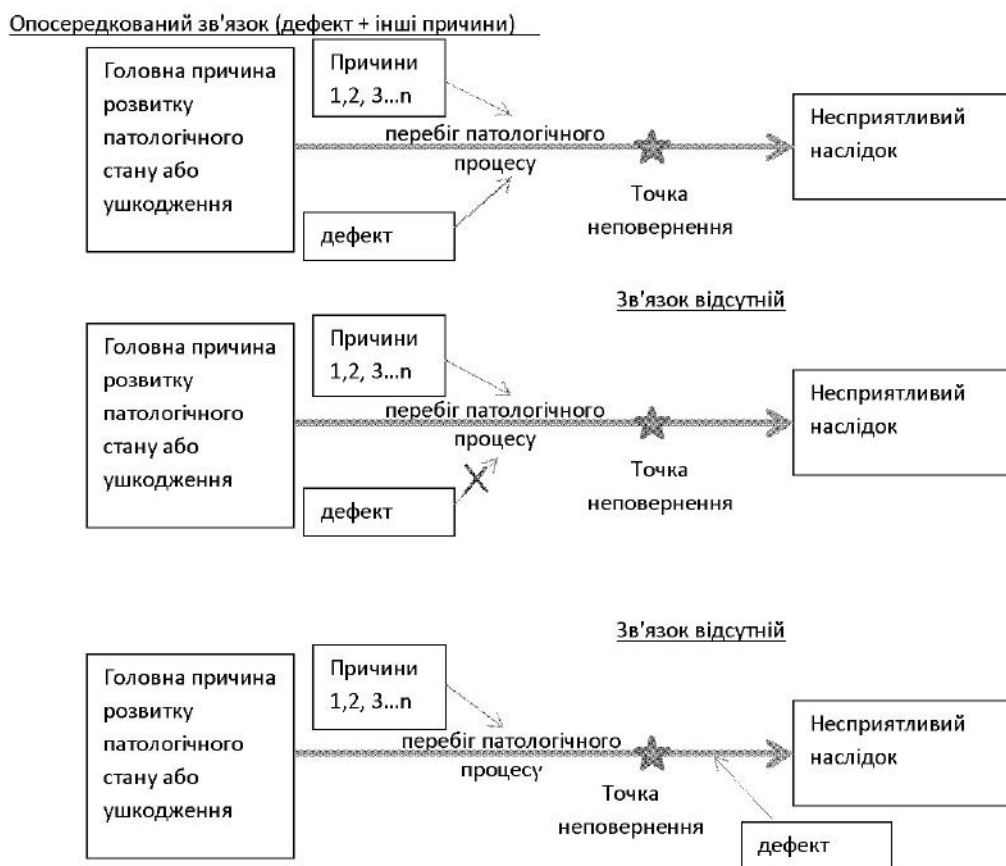 Опосередкований зв'язок (дефект + інші причини)
Головна причина
розвитку
патологічного
стану або
ушкодження
Причини
1,2, 3...n
перебіг патологічного
процесу
дефект
Точка
неповернення
Несприятливий
наслідок
Зв'язок відсутній
Головна причина
розвитку
патологічного
стану або
ушкодження
Причини
1,2, 3...n
перебіг патологічного
процесу
дефект
Точка
неповернення
Несприятливий
наслідок
Зв'язок відсутній
Головна причина
розвитку
патологічного
стану або
ушкодження
Причини
1,2, 3...n
перебіг патологічного
процесу
Точка
неповернення
Несприятливий
наслідок
дефект